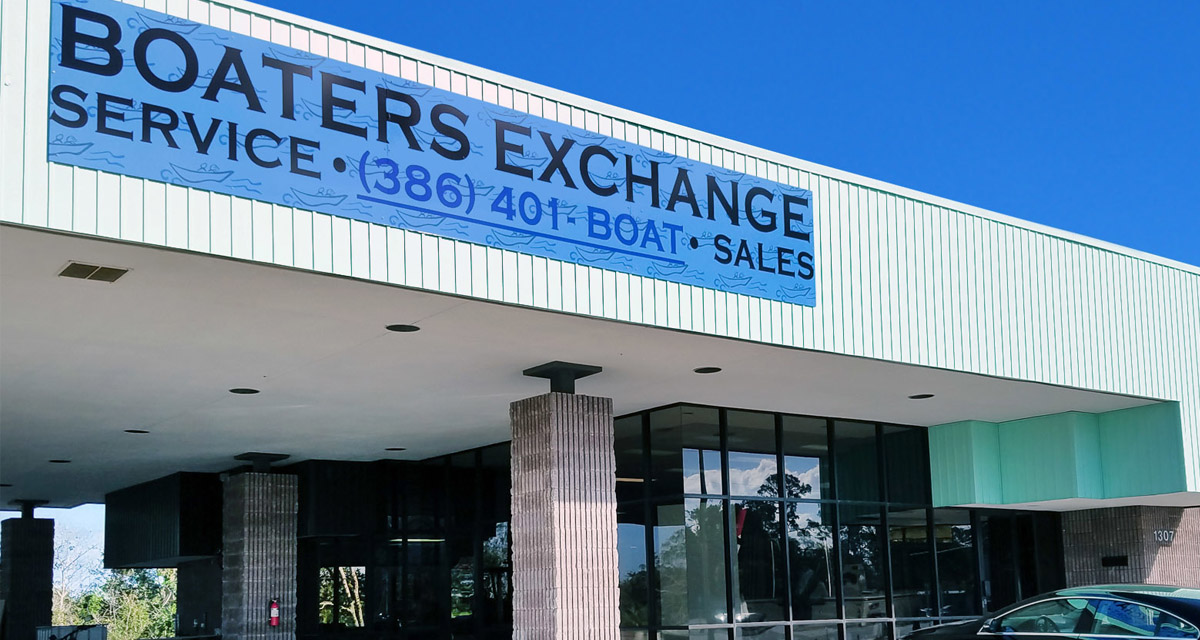 BOATERS EXCHANGE
SERVICE • (386) 401-BOAT • SALES
1307